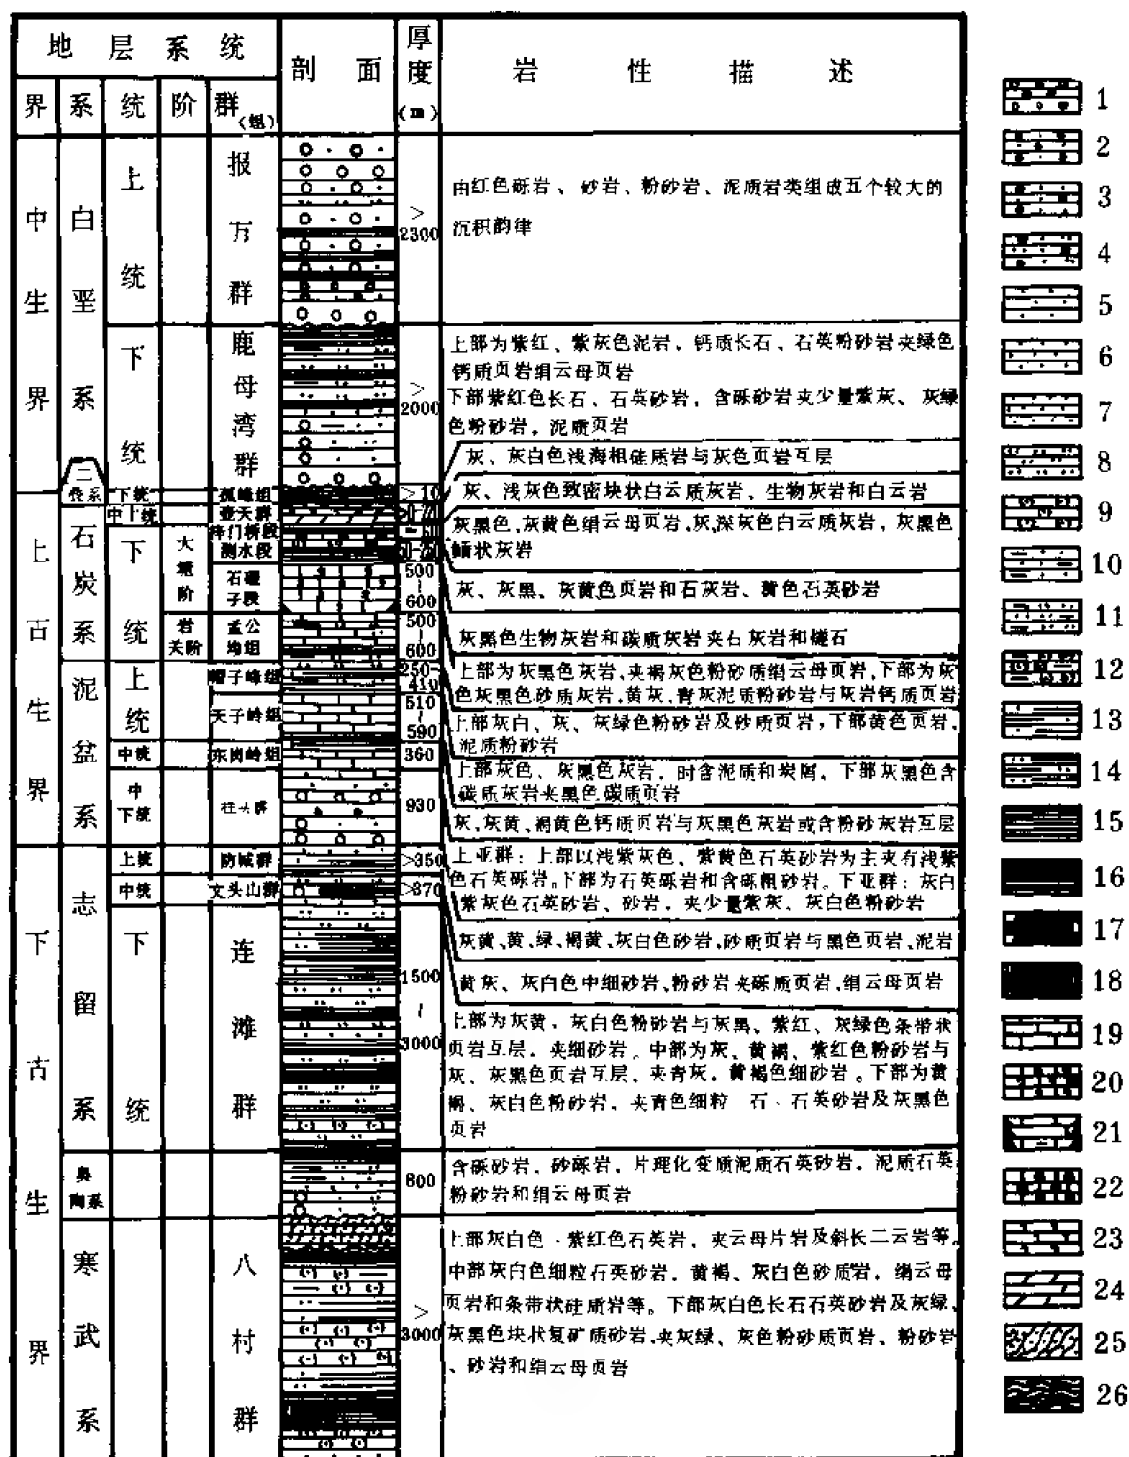 地层系统
剖面
厚度(m)
岩性描述
界 系 统 阶 群(组)
中生界
白垩系
上统
报万群
>2300
由红色砾岩、砂岩、粉砂岩、泥质岩类组成五个较大的
沉积韵律
下统
鹿母湾群
>2000
上部为紫红、紫灰色泥岩,钙质长石、石英粉砂岩夹绿色
钙质页岩绢云母页岩
下部紫红色长石、石英砂岩,含砾砂岩夹少量紫灰、灰绿
色粉砂岩,泥质页岩
上古生界
二叠系
下统
孤峰组
>10
灰、灰白色浅海相硅质岩与灰色页岩互层
石炭系
中上统
壶天群
灰、浅灰色致密块状白云质灰岩、生物灰岩和白云岩
下统
大塘阶
梓门桥段
灰黑色,灰黄色绢云母页岩,灰,深灰色白云质灰岩,灰黑色
状灰岩
测水段
灰、灰黑、灰黄色页岩和石灰岩、黄色石英砂岩
石磴子段
500~600
灰黑色生物灰岩和碳质灰岩夹石灰岩和燧石
岩关阶
孟公坳组
500~600
上部为灰黑色灰岩,夹褐灰色粉砂质绢云母页岩,下部为灰
色灰黑色砂质灰岩,黄灰,青灰泥质粉砂岩与灰岩钙质页岩
泥盆系
上统
帽子峰组
250-410
上部灰白、灰、灰绿色粉砂岩及砂质页岩,下部黄色页岩,
泥质粉砂岩
天子岭组
510~590
上部灰色、灰黑色灰岩,时含泥质和炭屑,下部灰黑色含
碳质灰岩夹黑色碳质页岩
中统
东岗岭组
360
灰,灰黄、褐黄色钙质页岩与灰黑色灰岩或含粉砂灰岩互层
中下统
桂头群
930
上亚群:上部以浅紫灰色、紫黄色石英砂岩为主夹有浅紫
色石英砾岩。下部为石英砾岩和含砾粗砂岩。下亚群:灰白
紫灰色石英砂岩、砂岩,夹少量紫灰、灰白色粉砂岩
下古生界
志留系
上统
防城群
>350
灰黄、黄、绿、褐黄、灰白色砂岩,砂质页岩与黑色页岩、泥岩
中统
文头山群
>870
黄灰、灰白色中细砂岩、粉砂岩夹砾质页岩,绢云母页岩
下统
连滩群
1500~3000
上部为灰黄,灰白色粉砂岩与灰黑、紫红、灰绿色条带状
页岩互层,夹细砂岩。中部为灰、黄褐、紫红色粉砂岩与
灰、灰黑色页岩互层,夹青灰,黄褐色细砂岩。下部为黄
褐、灰白色粉砂岩,夹青色细粒 石、石英砂岩及灰黑色
页岩
奥陶系
800
含砾砂岩,砂砾岩,片理化变质泥质石英砂岩,泥质石英
粉砂岩和绢云母页岩
寒武系
八村群
>3000
上部灰白色、紫红色石英岩,夹云母片岩及斜长二云岩等。
中部灰白色细粒石英砂岩,黄褐、灰白色砂质岩,绢云母
页岩和条带状硅质岩等。下部灰白色长石石英砂岩及灰绿,
灰黑色块状复矿质砂岩,夹灰绿、灰色粉砂质页岩,粉砂岩
、砂岩和绢云母页岩
1
2
3
4
5
6
7
8
9
10
11
12
13
14
15
16
17
18
19
20
21
22
23
24
25
26